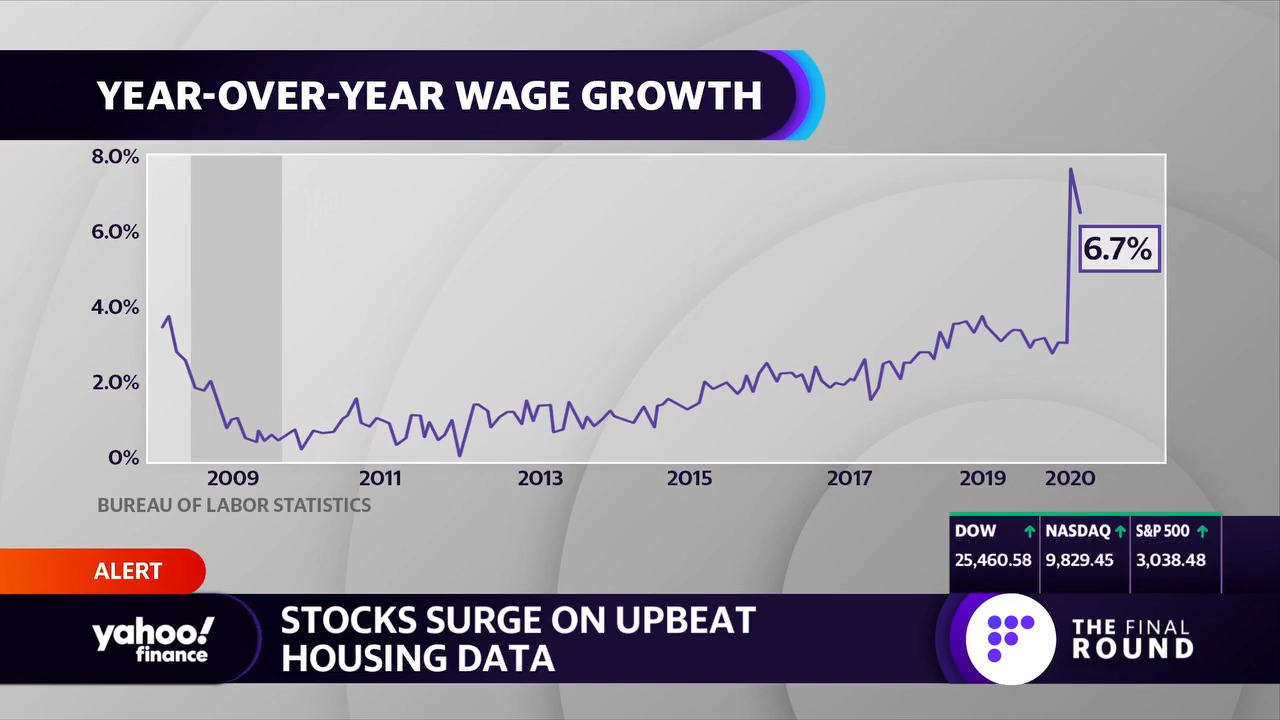 YEAR-OVER-YEAR WAGE GROWTH
8.0%
6.0%
4.0%
2.0%
0%
6.7%
2009 2011 2013 2015 2017 2019 2020
BUREAU OF LABOR STATISTICS
DOW NASDAQ S&P 500
25,460.58 9,829.45 3,038.48
ALERT
yahoo!
finance
STOCKS SURGE ON UPBEAT
HOUSING DATA
THE FINAL
ROUND